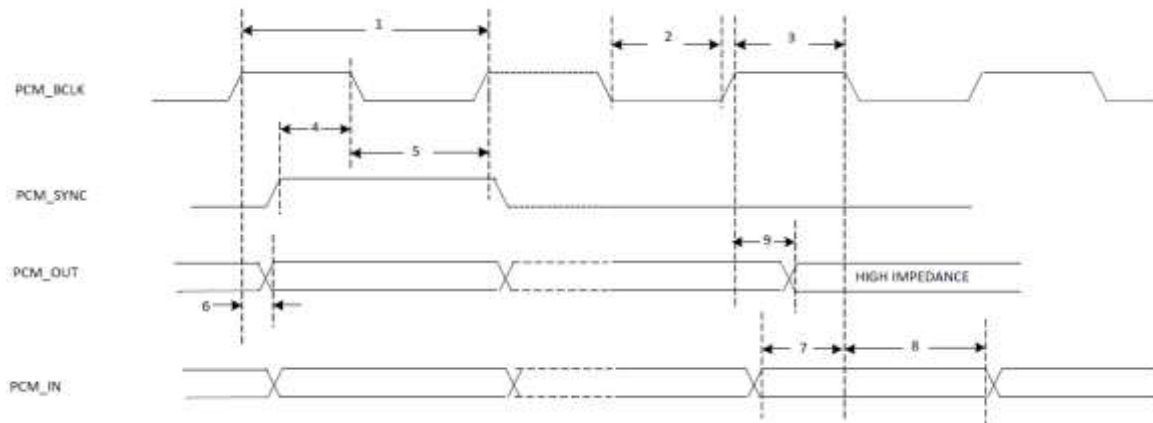 1
2
3
PCM_BCLK
4
5
PCM_SYNC
9
PCM_OUT
HIGH IMPEDANCE
6
7
8
PCM_IN